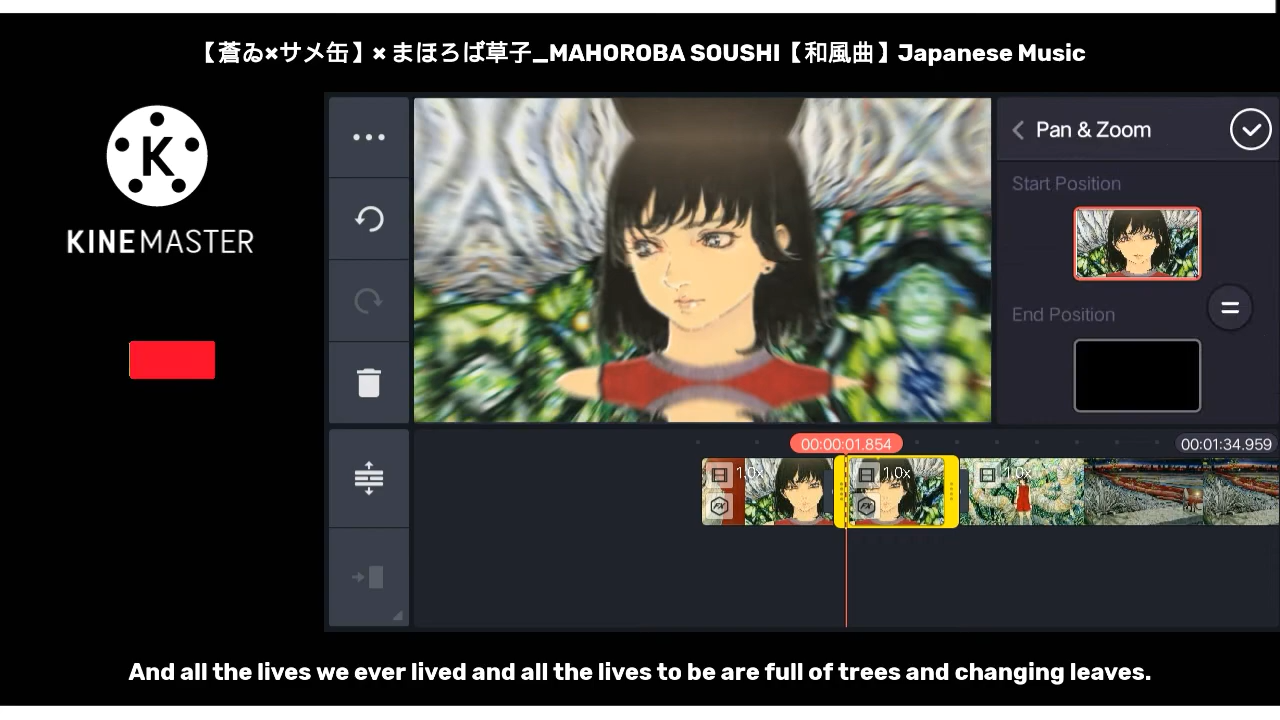 【蒼ゐ×サメ缶】× まほろば草子_MAHOROBA SOUSHI【和風曲】Japanese Music
K
KINEMASTER
Pan & Zoom
Start Position
End Position
00:00:01.854
00:01:34.959
1.0x
1.0x
1.0x
FX
FX
And all the lives we ever lived and all the lives to be are full of trees and changing leaves.